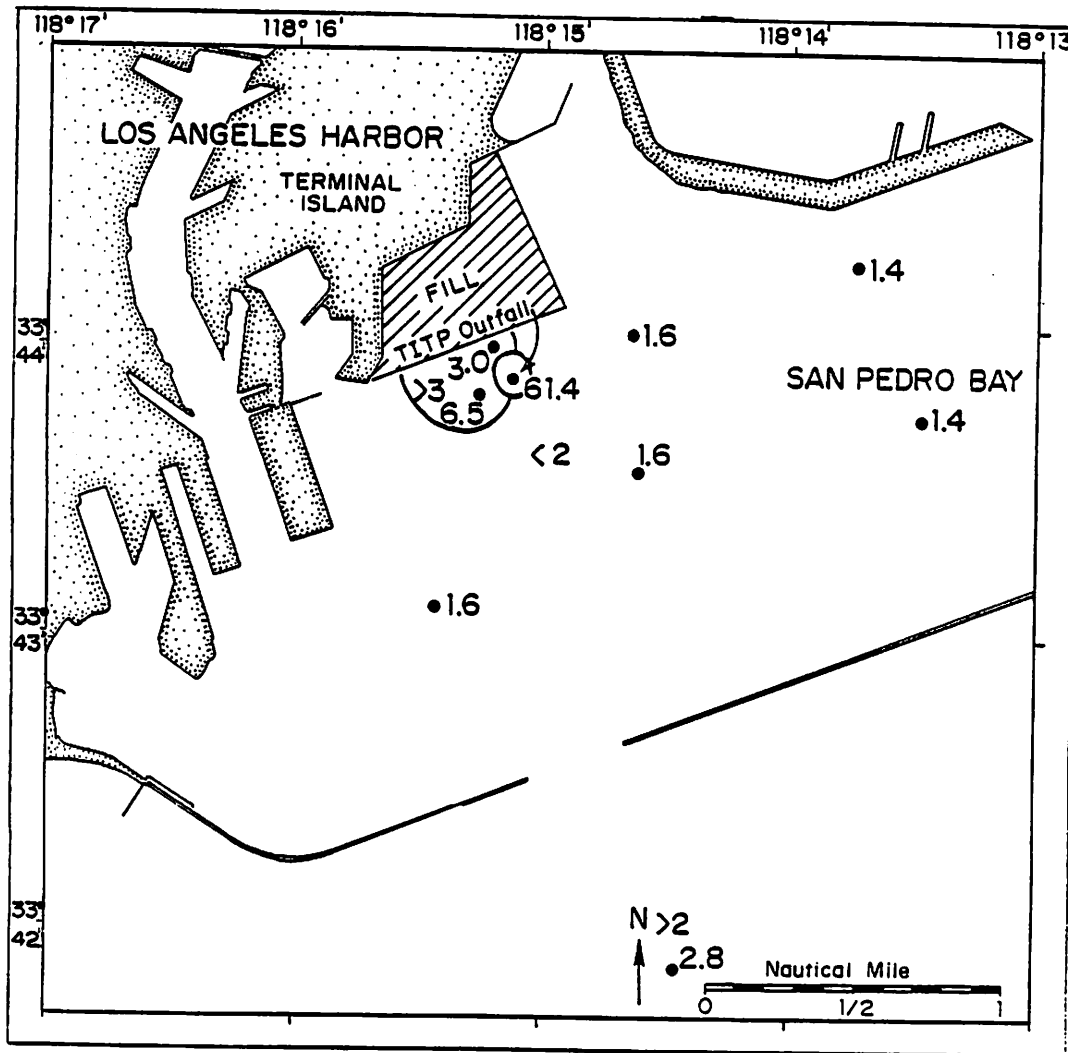 118° 17' 118° 16' 118° 15' 118° 14' 118° 13'
LOS ANGELES HARBOR
TERMINAL
ISLAND
FILL
TITP Outfall
1.4
33°
44'
1.6
3.0
>3
61.4
6.5
SAN PEDRO BAY
1.4
<2
1.6
1.6
33°
43'
33°
42'
N >2
2.8
Nautical Mile
0 1/2 1